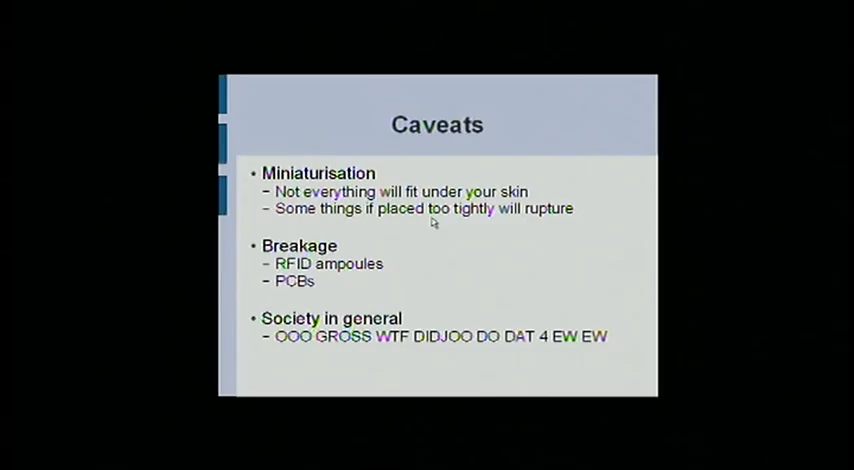 Caveats
• Miniaturisation
– Not everything will fit under your skin
– Some things if placed too tightly will rupture
• Breakage
– RFID ampoules
– PCBs
• Society in general
– OOO GROSS WTF DIDJOO DO DAT 4 EW EW